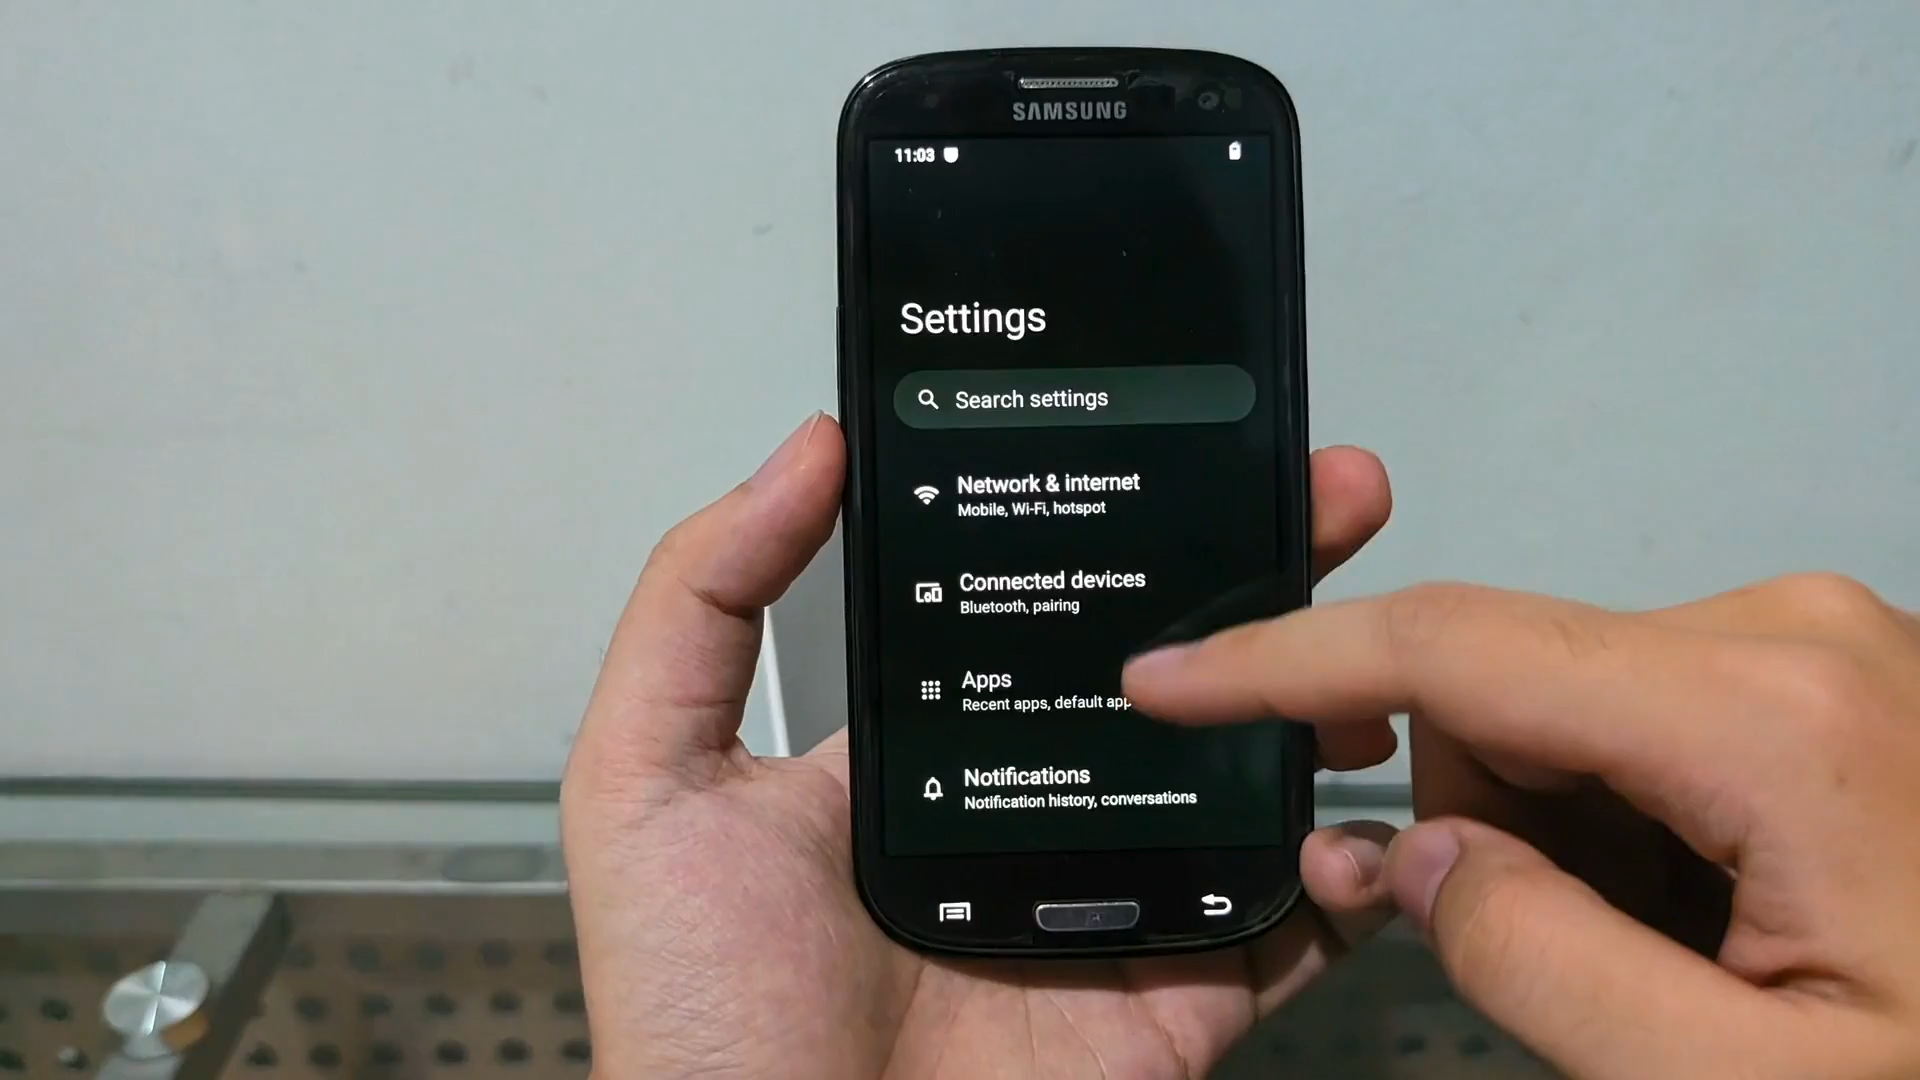 SAMSUNG
11:03
Settings
Search settings
Network & internet
Mobile, Wi-Fi, hotspot
Connected devices
Bluetooth, pairing
Apps
Recent apps, default app
Notifications
Notification history, conversations